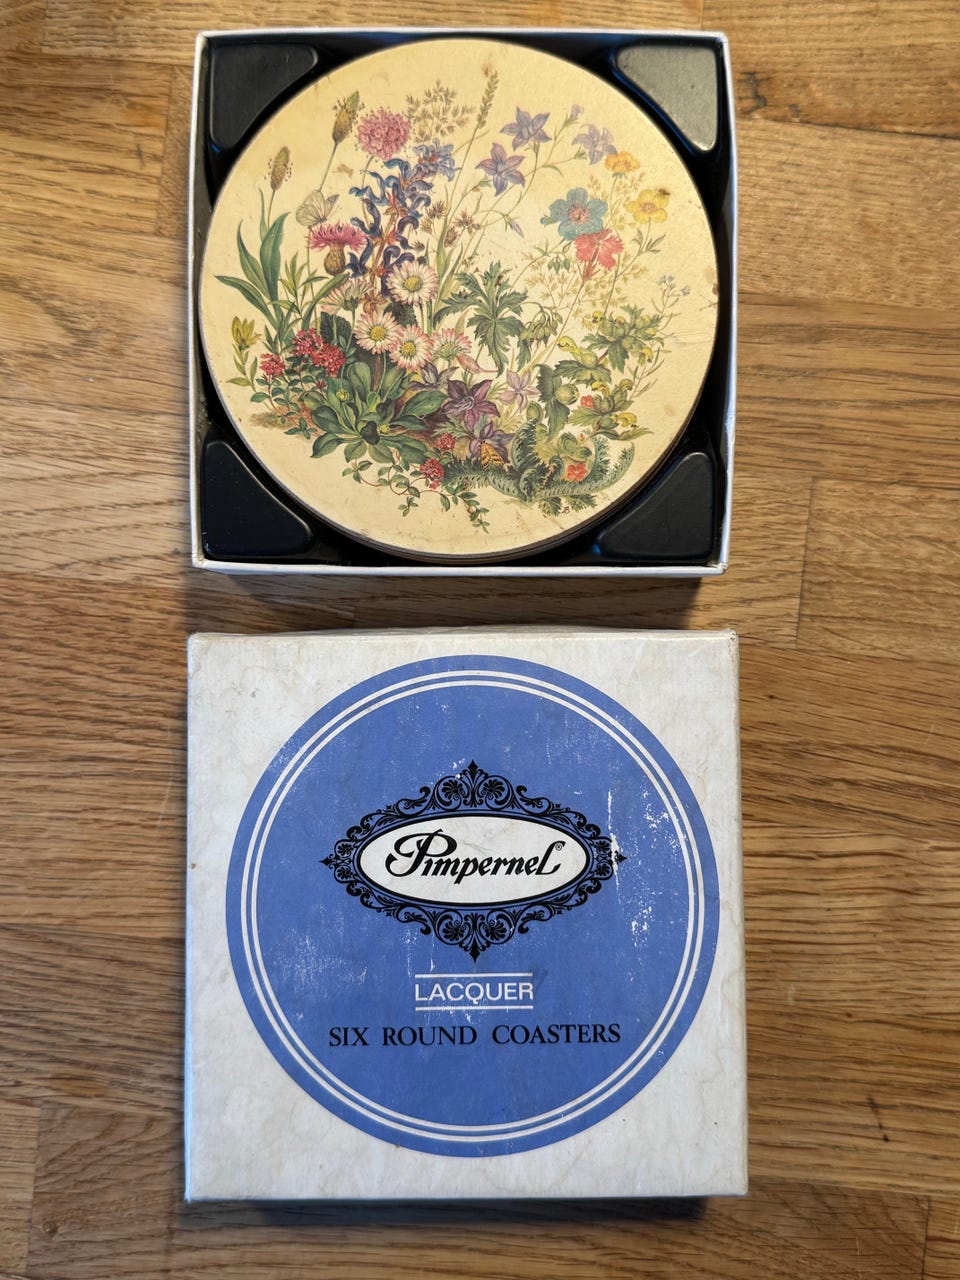 Pimpernel
LACQUER
SIX ROUND COASTERS